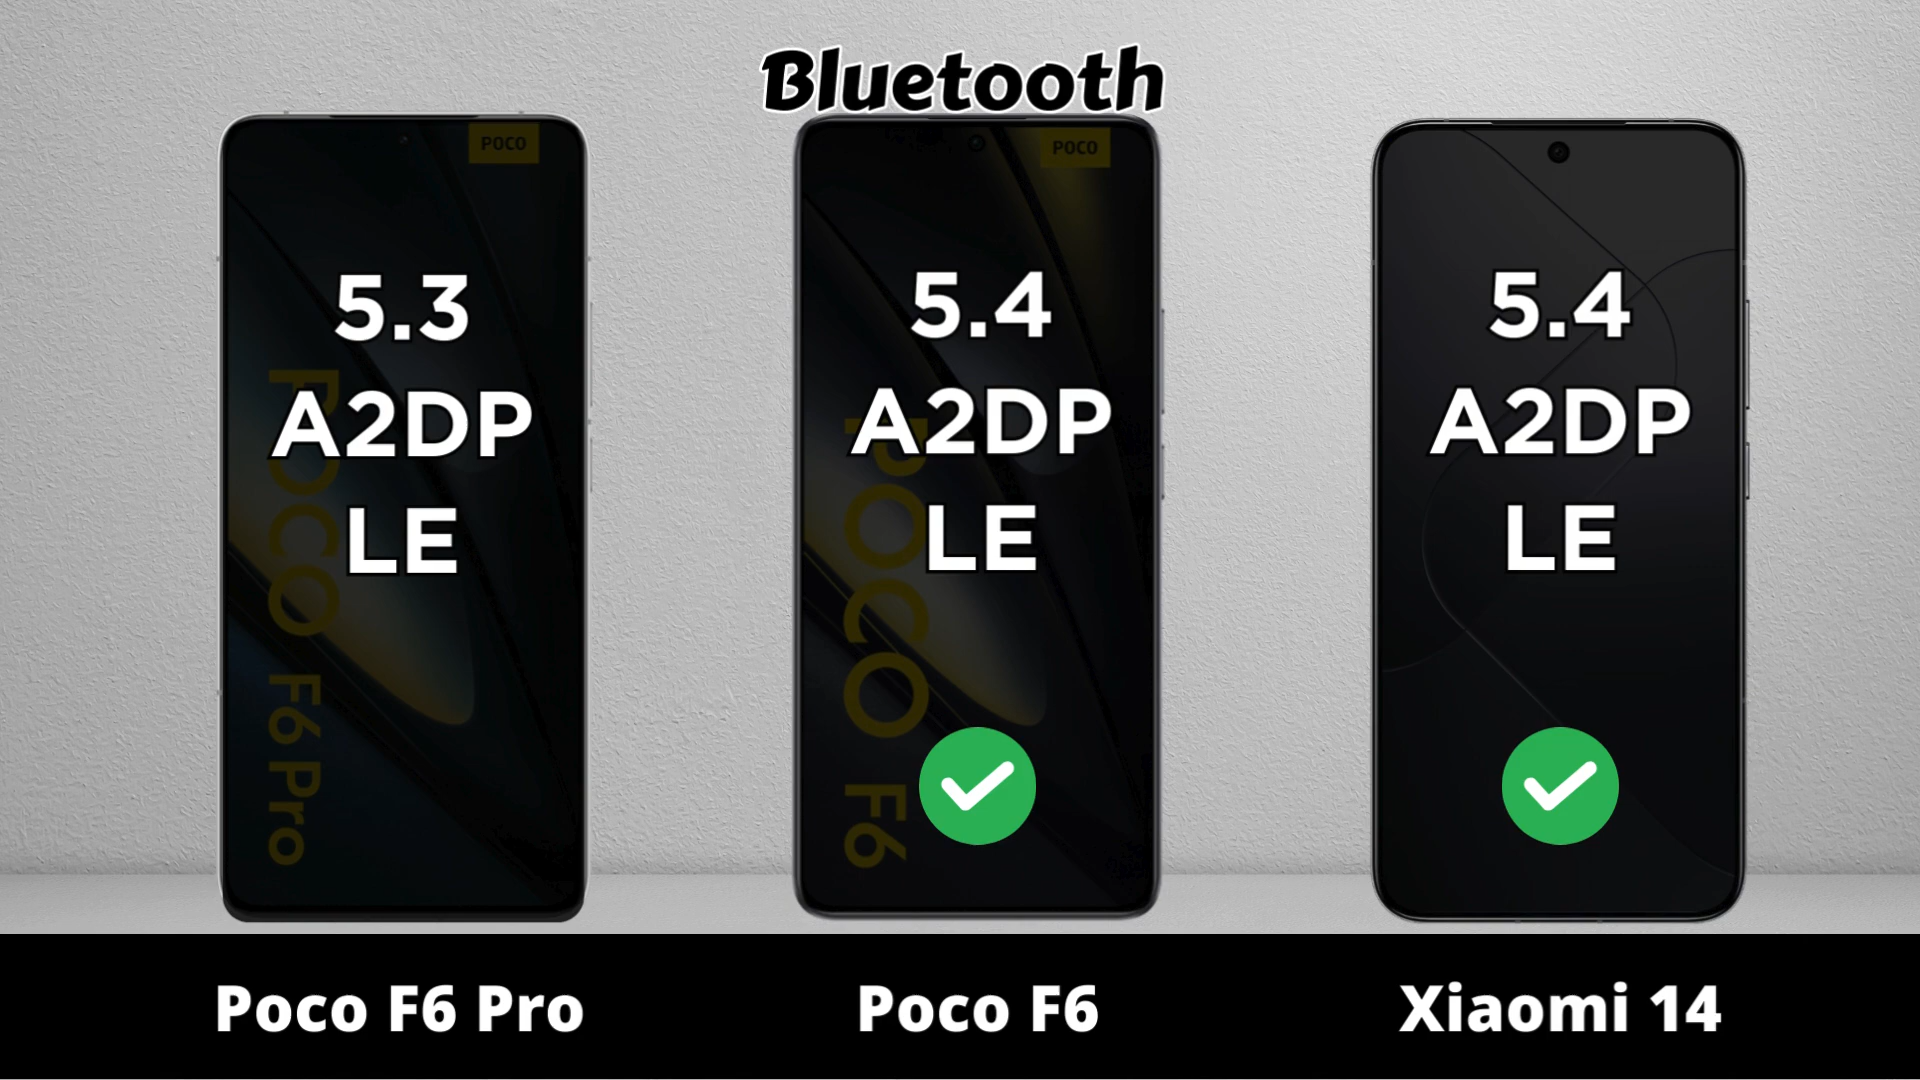 Bluetooth
POCO
5.3
A2DP
LE
POCO F6 Pro
POCO
5.4
A2DP
LE
POCO F6
5.4
A2DP
LE
Poco F6 Pro
Poco F6
Xiaomi 14